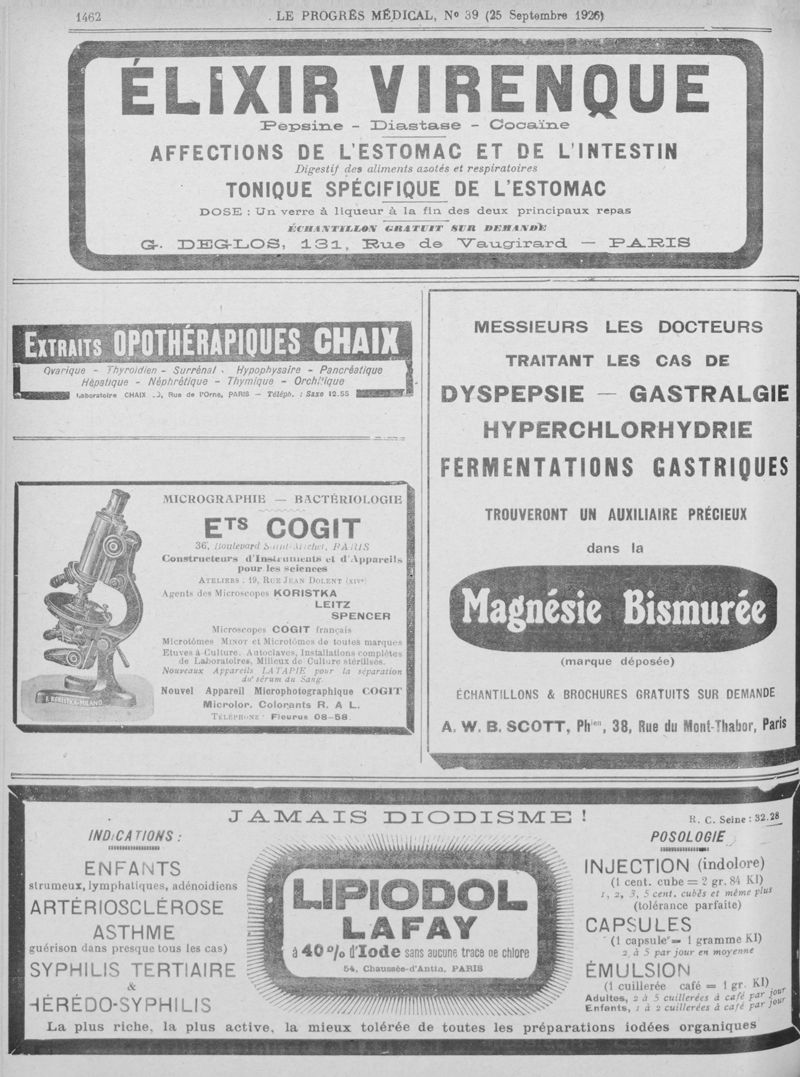 1462
LE PROGRÈS MÉDICAL, No 39 (25 Septembre 1926)
ÉLIXIR VIRENQUE
Pepsine - Diastase - Cocaïne
AFFECTIONS DE L'ESTOMAC ET DE L'INTESTIN
Digestif des aliments azotés et respiratoires
TONIQUE SPÉCIFIQUE DE L'ESTOMAC
DOSE : Un verre à liqueur à la fin des deux principaux repas
ÉCHANTILLON GRATUIT SUR DEMANDE
G. DEGLOS, 131, Rue de Vaugirard — PARIS
EXTRAITS OPOTHÉRAPIQUES CHAIX
Ovarique - Thyroïdien - Surrénal - Hypophysaire - Pancréatique
Hépatique - Néphrétique - Thymique - Orchitique
Laboratoire CHAIX Rue de l'Orne, PARIS — Téléph. : Saxe 12.55
MICROGRAPHIE — BACTÉRIOLOGIE
ETS COGIT
36, Boulevard Saint-Michel, PARIS
Constructeurs d'Instruments et d'Appareils
pour les sciences
ATELIERS : 19, RUE JEAN DOLENT (XIVe)
Agents des Microscopes KORISTKA
LEITZ
SPENCER
Microscopes COGIT français
Microtômes MINOT et Microtômes de toutes marques
Etuves à Culture. Autoclaves, Installations complètes
de Laboratoires, Milieux de Culture stérilisés.
Nouveaux Appareils LATAPIE pour la séparation
du sérum du Sang.
Nouvel Appareil Microphotographique COGIT
Microlor. Colorants R. A L.
TÉLÉPHONE : Fleurus 08-58
F. KORISTKA-MILANO
MESSIEURS LES DOCTEURS
TRAITANT LES CAS DE
DYSPEPSIE — GASTRALGIE
HYPERCHLORHYDRIE
FERMENTATIONS GASTRIQUES
TROUVERONT UN AUXILIAIRE PRÉCIEUX
dans la
Magnésie Bismurée
(marque déposée)
ÉCHANTILLONS & BROCHURES GRATUITS SUR DEMANDE
A. W. B. SCOTT, Phien, 38, Rue du Mont-Thabor, Paris
JAMAIS D'IODISME !
R. C. Seine : 32.28
INDICATIONS :
ENFANTS
strumeux, lymphatiques, adénoïdiens
ARTÉRIOSCLÉROSE
ASTHME
guérison dans presque tous les cas)
SYPHILIS TERTIAIRE
&
HÉRÉDO-SYPHILIS
LIPIODOL
LAFAY
à 40 % d'Iode sans aucune trace de chlore
54, Chaussée-d'Antin, PARIS
POSOLOGIE
INJECTION (indolore)
(1 cent. cube = 2 gr. 84 KI)
1, 2, 3, 5 cent. cubes et même plus
(tolérance parfaite)
CAPSULES
(1 capsule = 1 gramme KI)
2 à 5 par jour en moyenne
ÉMULSION
(1 cuillerée café = 1 gr. KI)
Adultes, 2 à 5 cuillerées à café par jour
Enfants, 1 à 2 cuillerées à café par jour
La plus riche, la plus active, la mieux tolérée de toutes les préparations iodées organiques